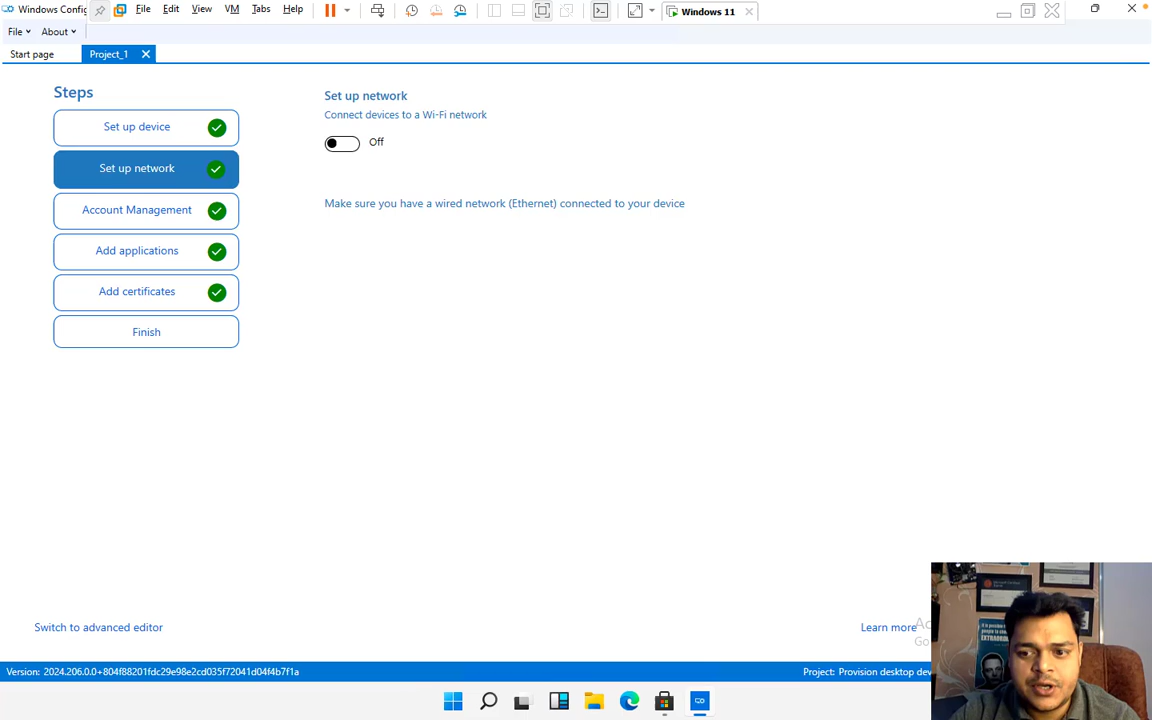 Windows Config
File
Edit
View
VM
Tabs
Help
Windows 11
File
About
Start page
Project_1
Steps
Set up device
Set up network
Account Management
Add applications
Add certificates
Finish
Set up network
Connect devices to a Wi-Fi network
Off
Make sure you have a wired network (Ethernet) connected to your device
Switch to advanced editor
Learn more
Version: 2024.206.0.0+804f88201fdc29e98e2cd035f72041d04f4b7f1a
Project: Provision desktop dev